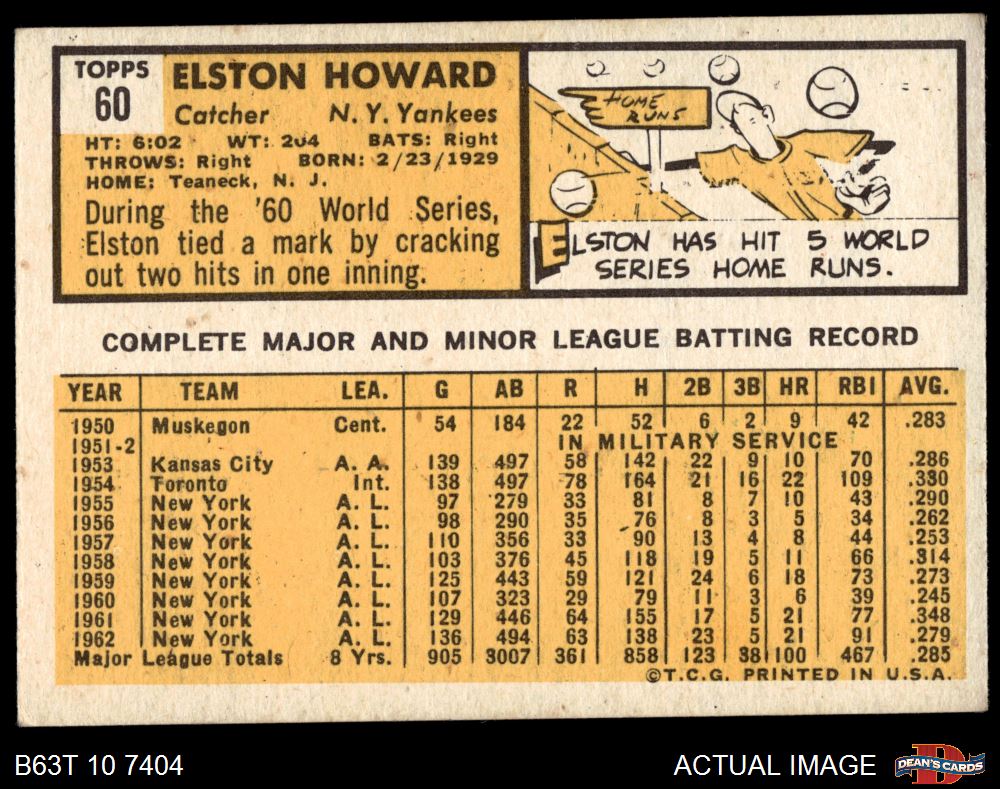 TOPPS
60
ELSTON HOWARD
Catcher N. Y. Yankees
HT: 6:02 WT: 204 BATS: Right
THROWS: Right BORN: 2/23/1929
HOME: Teaneck, N. J.
During the '60 World Series,
Elston tied a mark by cracking
out two hits in one inning.
HOME
RUNS
ELSTON HAS HIT 5 WORLD
SERIES HOME RUNS.
COMPLETE MAJOR AND MINOR LEAGUE BATTING RECORD
YEAR TEAM LEA. G AB R H 2B 3B HR RBI AVG.
1950 Muskegon Cent. 54 184 22 52 6 2 9 42 .283
1951-2 IN MILITARY SERVICE
1953 Kansas City A. A. 139 497 58 142 22 9 10 70 .286
1954 Toronto Int. 138 497 78 164 21 16 22 109 .330
1955 New York A. L. 97 279 33 81 8 7 10 43 .290
1956 New York A. L. 98 290 35 76 8 3 5 34 .262
1957 New York A. L. 110 356 33 90 13 4 8 44 .253
1958 New York A. L. 103 376 45 118 19 5 11 66 .314
1959 New York A. L. 125 443 59 121 24 6 18 73 .273
1960 New York A. L. 107 323 29 79 11 3 6 39 .245
1961 New York A. L. 129 446 64 155 17 5 21 77 .348
1962 New York A. L. 136 494 63 138 23 5 21 91 .279
Major League Totals 8 Yrs. 905 3007 361 858 123 38 100 467 .285
©T.C.G. PRINTED IN U.S.A.
B63T 10 7404 ACTUAL IMAGE
D
DEAN'S CARDS